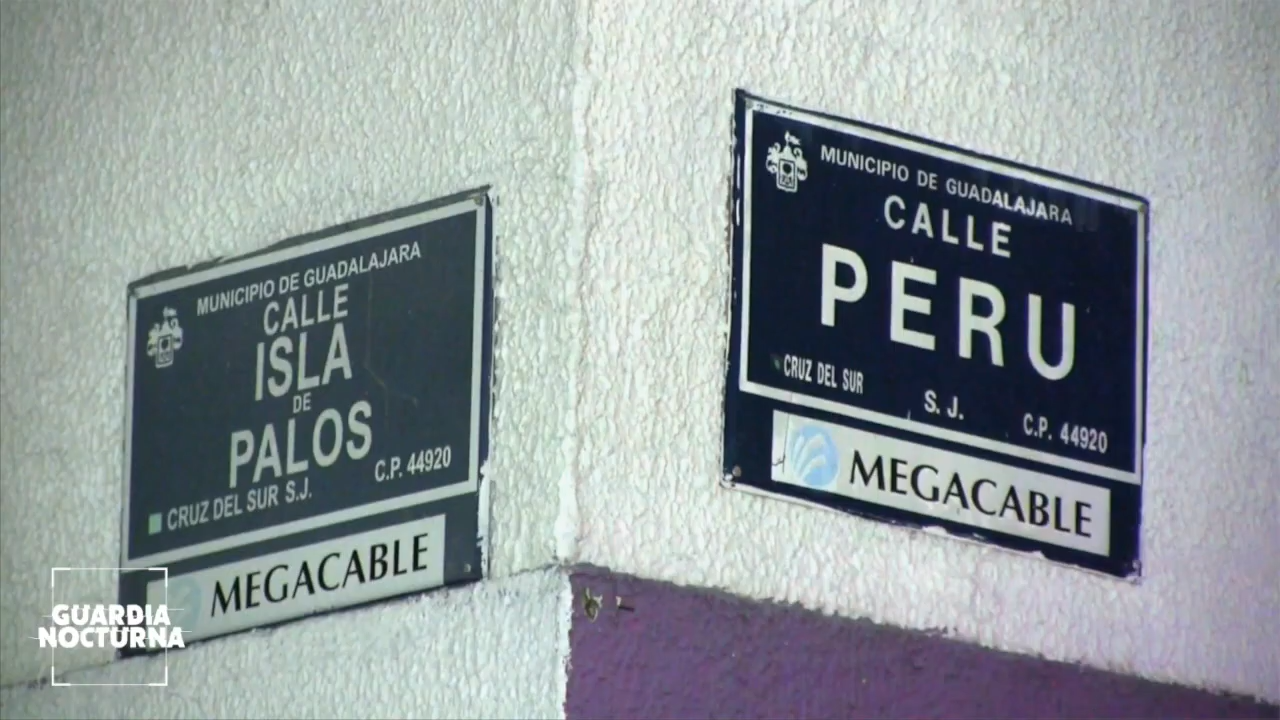 MUNICIPIO DE GUADALAJARA
CALLE
ISLA
DE
PALOS
C.P. 44920
CRUZ DEL SUR S.J.
MEGACABLE
MUNICIPIO DE GUADALAJARA
CALLE
PERU
CRUZ DEL SUR S. J. C.P. 44920
MEGACABLE
GUARDIA
NOCTURNA